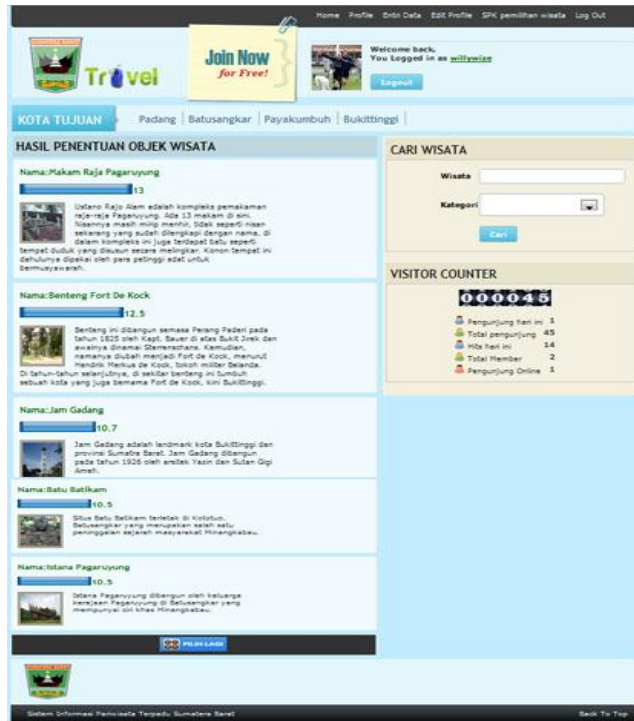 Home Profile Entri Data Edit Profile SPK pemilihan wisata Log Out
Travel
Join Now
for Free!
Welcome back,
You Logged in as willywize
Logout
KOTA TUJUAN Padang Batusangkar Payakumbuh Bukittinggi
HASIL PENENTUAN OBJEK WISATA
Nama:Makam Raja Pagaruyung
13
Ustano Rajo Alam adalah kompleks pemakaman
raja-raja Pagaruyung. Ada 13 makam di sini.
Nisannya masih mirip menhir, tidak seperti nisan
sekarang yang sudah dilengkapi dengan nama, di
dalam kompleks ini juga terdapat batu seperti
tempat duduk yang disusun secara melingkar. Konon tempat ini
dahulunya dipakai oleh para petinggi adat untuk
bermusyawarah.
Nama:Benteng Fort De Kock
12.5
Benteng ini dibangun semasa Perang Paderi pada
tahun 1825 oleh Kapt. Bauer di atas Bukit Jirek dan
awalnya dinamai Sterrenschans. Kemudian,
namanya diubah menjadi Fort de Kock, menurut
Hendrik Merkus de Kock, tokoh militer Belanda.
Di tahun-tahun selanjutnya, di sekitar benteng ini tumbuh
sebuah kota yang juga bernama Fort de Kock, kini Bukittinggi.
Nama:Jam Gadang
10.7
Jam Gadang adalah landmark kota Bukittinggi dan
provinsi Sumatra Barat. Jam Gadang dibangun
pada tahun 1926 oleh arsitek Yazin dan Sutan Gigi
Ameh.
Nama:Batu Batikam
10.5
Situs Batu Batikam terletak di Kototuo,
Batusangkar yang merupakan salah satu
peninggalan sejarah masyarakat Minangkabau.
Nama:Istana Pagaruyung
10.5
Istana Pagaruyung dibangun oleh keluarga
kerajaan Pagaruyung di Batusangkar yang
mempunyai ciri khas Minangkabau.
PILIH LAGI
CARI WISATA
Wisata
Kategori
Cari
VISITOR COUNTER
000045
Pengunjung hari ini 1
Total pengunjung 45
Hits hari ini 14
Total Member 2
Pengunjung Online 1
Sistem Informasi Pariwisata Terpadu Sumatera Barat
Back To Top